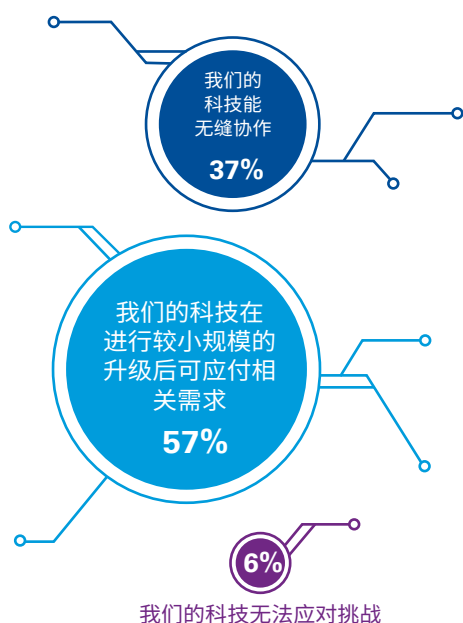 我们的
科技能
无缝协作
37%
我们的科技在
进行较小规模的
升级后可应付相
关需求
57%
6%
我们的科技无法应对挑战